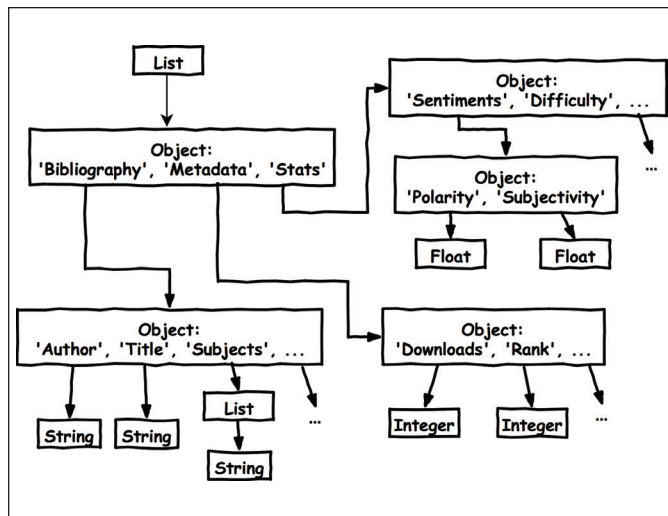 List
Object:
'Bibliography', 'Metadata', 'Stats'
Object:
'Sentiments', 'Difficulty', ...
...
Object:
'Polarity', 'Subjectivity'
Float
Float
Object:
'Author', 'Title', 'Subjects', ...
String
String
List
String
...
Object:
'Downloads', 'Rank', ...
Integer
Integer
...